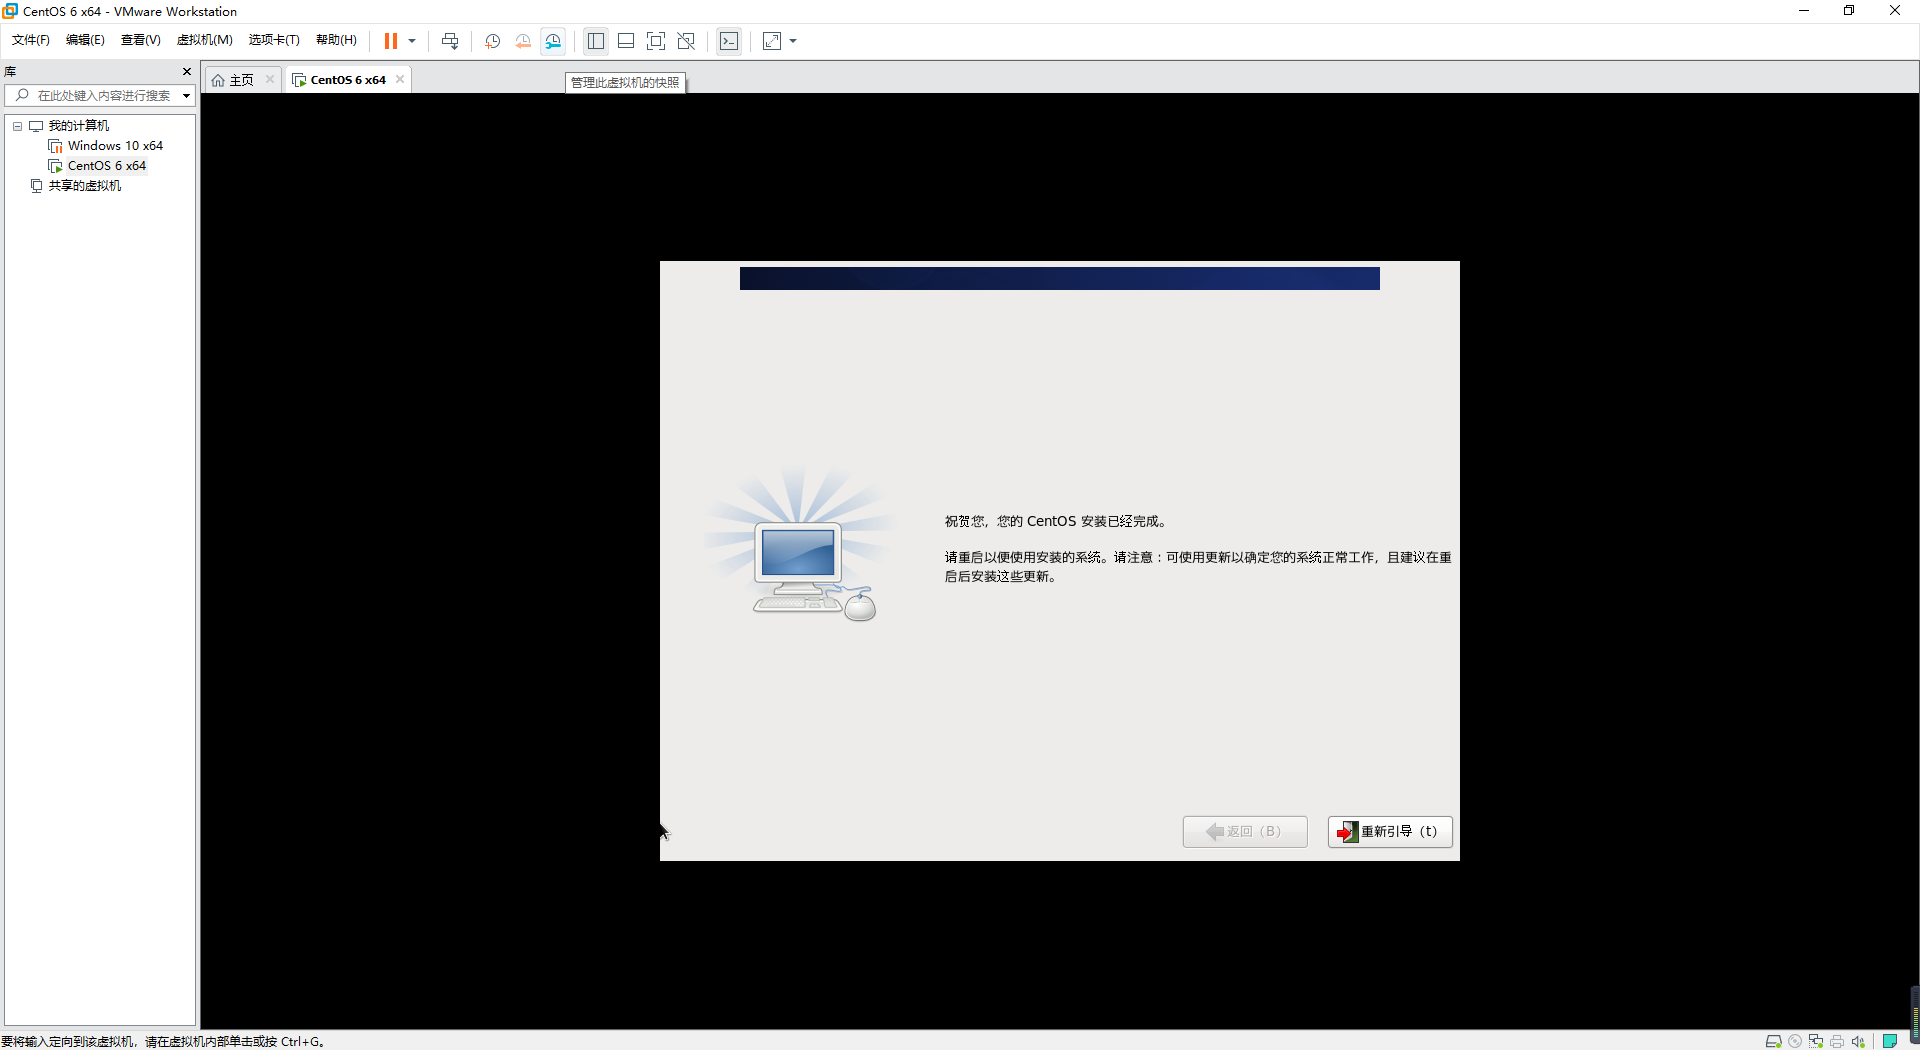 CentOS 6 x64 - VMware Workstation
文件(F) 编辑(E) 查看(V) 虚拟机(M) 选项卡(T) 帮助(H)
库
主页
CentOS 6 x64
管理此虚拟机的快照
在此处键入内容进行搜索
我的计算机
Windows 10 x64
CentOS 6 x64
共享的虚拟机
祝贺您，您的 CentOS 安装已经完成。
请重启以便使用安装的系统。请注意：可使用更新以确定您的系统正常工作，且建议在重
启后安装这些更新。
返回（B）
重新引导（t）
要将输入定向到该虚拟机，请在虚拟机内部单击或按 Ctrl+G。